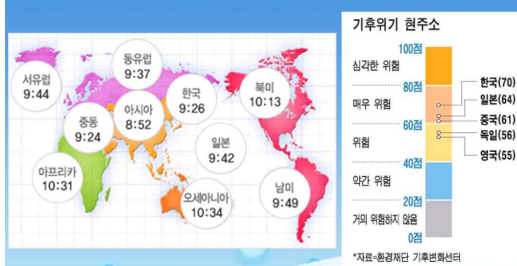 서유럽
9:44
동유럽
9:37
한국
9:26
북미
10:13
중동
9:24
아시아
8:52
일본
9:42
아프리카
10:31
오세아니아
10:34
남미
9:49
기후위기 현주소
100점
심각한 위험
80점
매우 위험
60점
위험
40점
약간 위험
20점
거의 위험하지 않음
0점
한국(70)
일본(64)
중국(61)
독일(56)
영국(55)
*자료=환경재단 기후변화센터